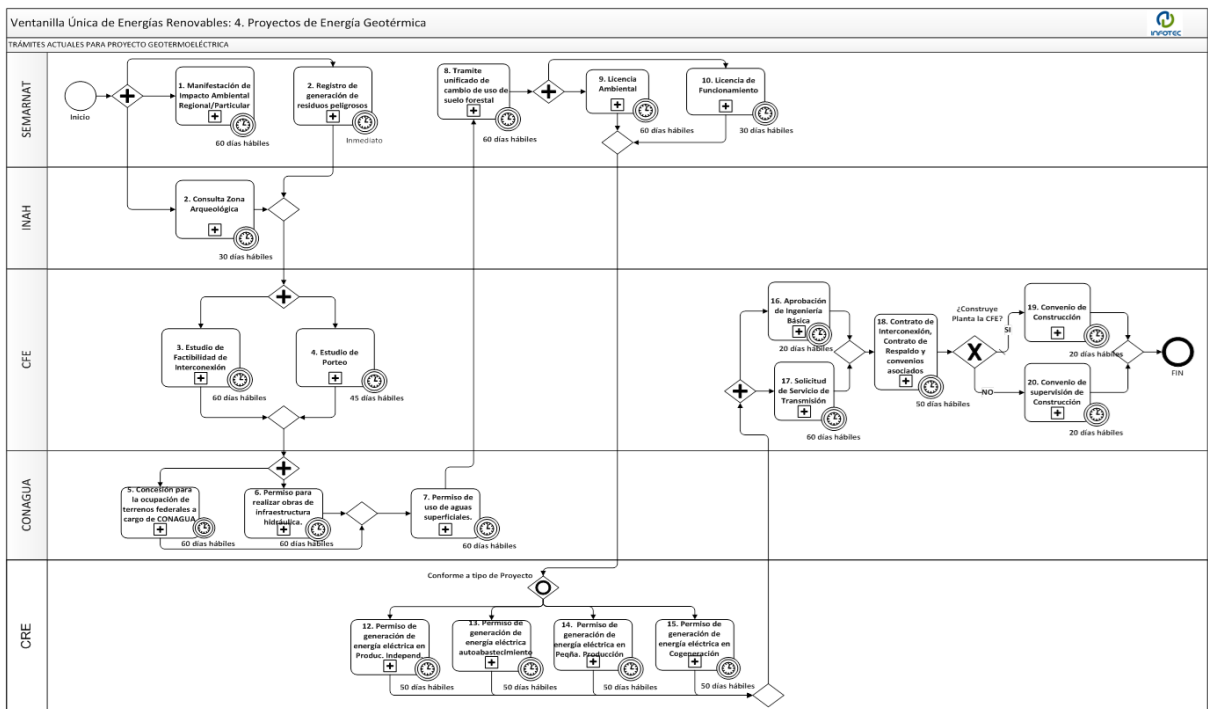 Ventanilla Única de Energías Renovables: 4. Proyectos de Energía Geotérmica
INFOTEC
TRÁMITES ACTUALES PARA PROYECTO GEOTERMOELÉCTRICA
SEMARNAT
Inicio
1. Manifestación de
Impacto Ambiental
Regional/Particular
60 días hábiles
2. Registro de
generación de
residuos peligrosos
Inmediato
8. Tramite
unificado de
cambio de uso de
suelo forestal
60 días hábiles
9. Licencia
Ambiental
60 días hábiles
10. Licencia de
Funcionamiento
30 días hábiles
INAH
2. Consulta Zona
Arqueológica
30 días hábiles
CFE
3. Estudio de
Factibilidad de
Interconexión
60 días hábiles
4. Estudio de
Porteo
45 días hábiles
16. Aprobación
de Ingeniería
Básica
20 días hábiles
17. Solicitud
de Servicio de
Transmisión
60 días hábiles
18. Contrato de
Interconexión,
Contrato de
Respaldo y
convenios
asociados
50 días hábiles
¿Construye
Planta la CFE?
SI
NO
19. Convenio de
Construcción
20 días hábiles
20. Convenio de
supervisión de
Construcción
20 días hábiles
FIN
CONAGUA
5. Concesión para
la ocupación de
terrenos federales a
cargo de CONAGUA
60 días hábiles
6. Permiso para
realizar obras de
infraestructura
hidráulica.
60 días hábiles
7. Permiso de
uso de aguas
superficiales.
60 días hábiles
CRE
Conforme a tipo de Proyecto
12. Permiso de
generación de
energía eléctrica en
Produc. Independ.
50 días hábiles
13. Permiso de
generación de
energía eléctrica
autoabastecimiento
50 días hábiles
14. Permiso de
generación de
energía eléctrica en
Peqña. Producción
50 días hábiles
15. Permiso de
generación de
energía eléctrica en
Cogeneración
50 días hábiles